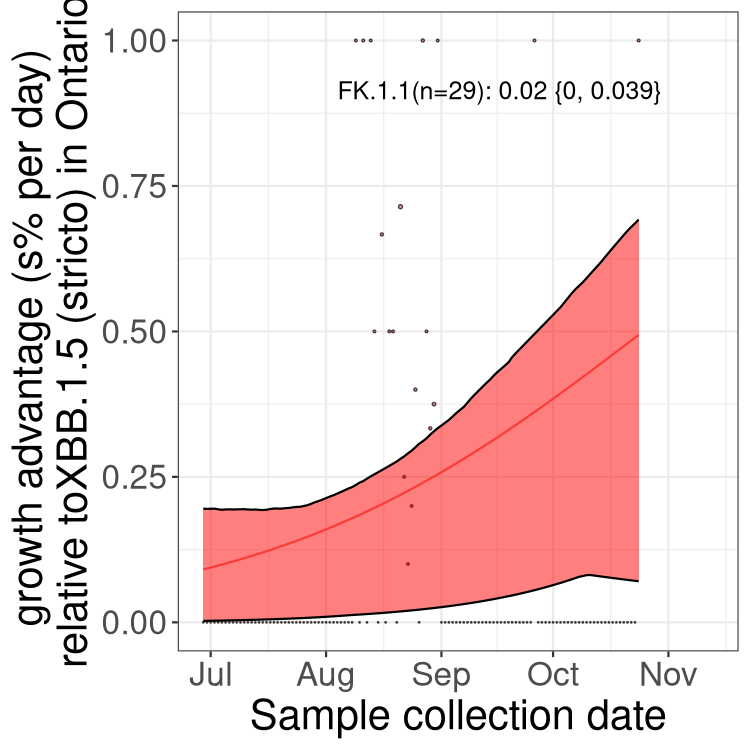 growth advantage (s% per day)
relative toXBB.1.5 (stricto) in Ontario
1.00
0.75
0.50
0.25
0.00
FK.1.1(n=29): 0.02 {0, 0.039}
Jul Aug Sep Oct Nov
Sample collection date